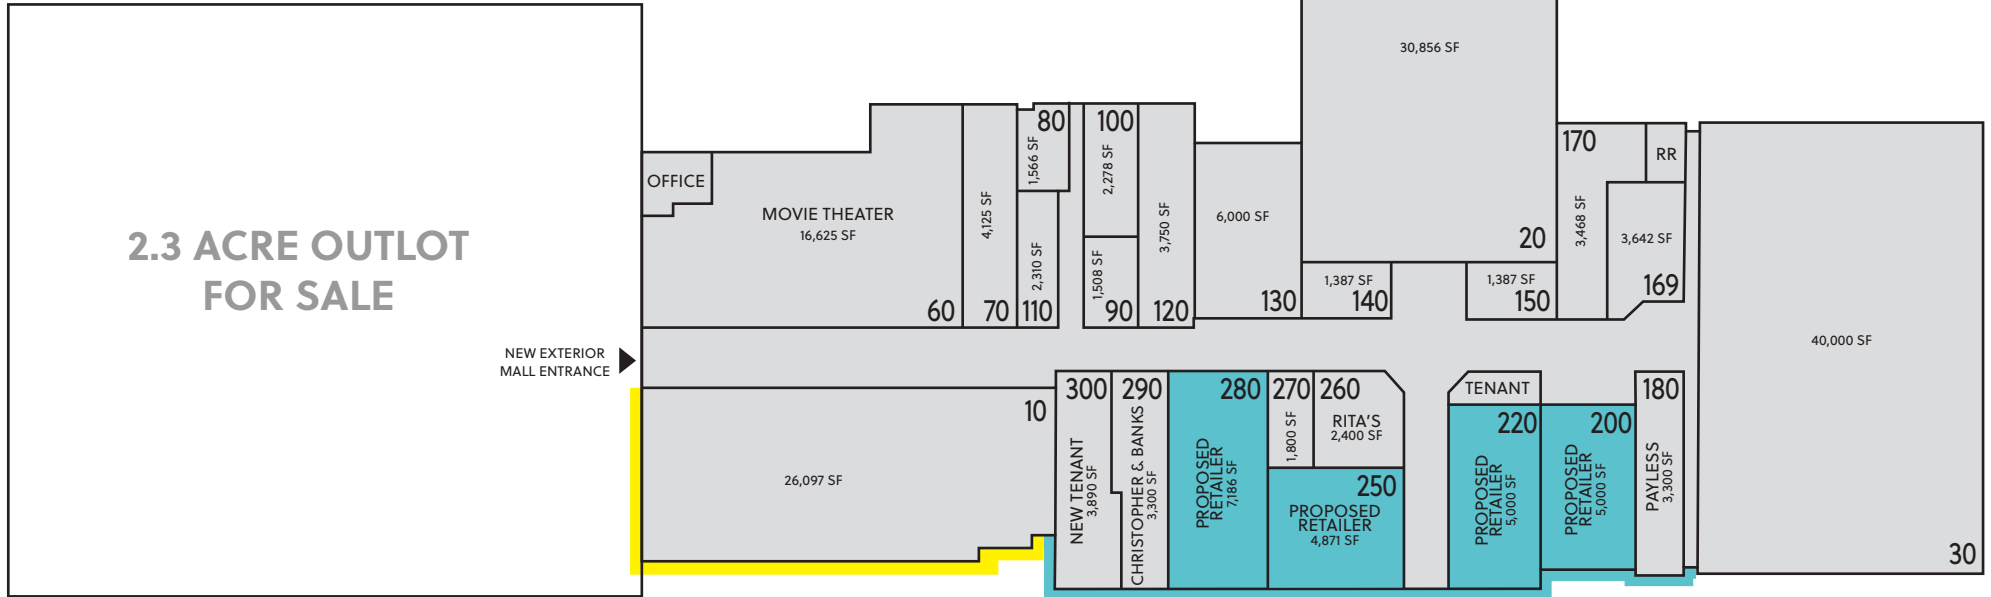 2.3 ACRE OUTLOT
FOR SALE
NEW EXTERIOR
MALL ENTRANCE
OFFICE
MOVIE THEATER
16,625 SF
60
4,125 SF
70
80
1,566 SF
2,310 SF
110
100
2,278 SF
1,508 SF
90
3,750 SF
120
6,000 SF
130
30,856 SF
20
1,387 SF
140
1,387 SF
150
170
3,468 SF
RR
3,642 SF
169
40,000 SF
30
10
26,097 SF
300
NEW TENANT
3,890 SF
290
CHRISTOPHER & BANKS
3,300 SF
280
PROPOSED
RETAILER
7,186 SF
270
1,800 SF
260
RITA'S
2,400 SF
250
PROPOSED
RETAILER
4,871 SF
TENANT
220
PROPOSED
RETAILER
5,000 SF
200
PROPOSED
RETAILER
5,000 SF
180
PAYLESS
3,300 SF